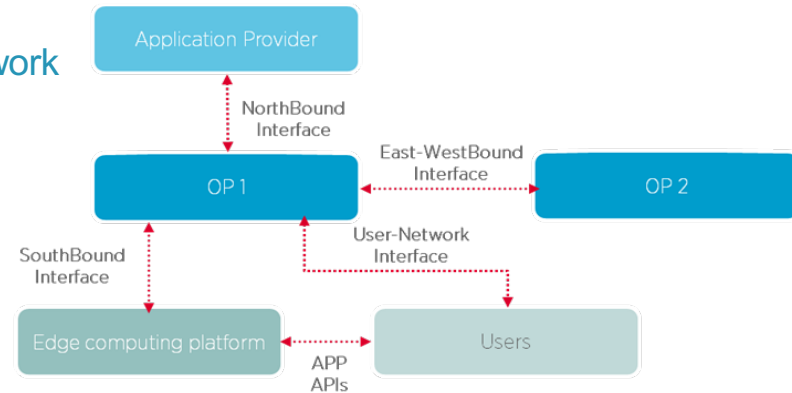 Application Provider
work
NorthBound
Interface
East-WestBound
Interface
OP 1
OP 2
User-Network
Interface
SouthBound
Interface
Edge computing platform
Users
APP
APIs